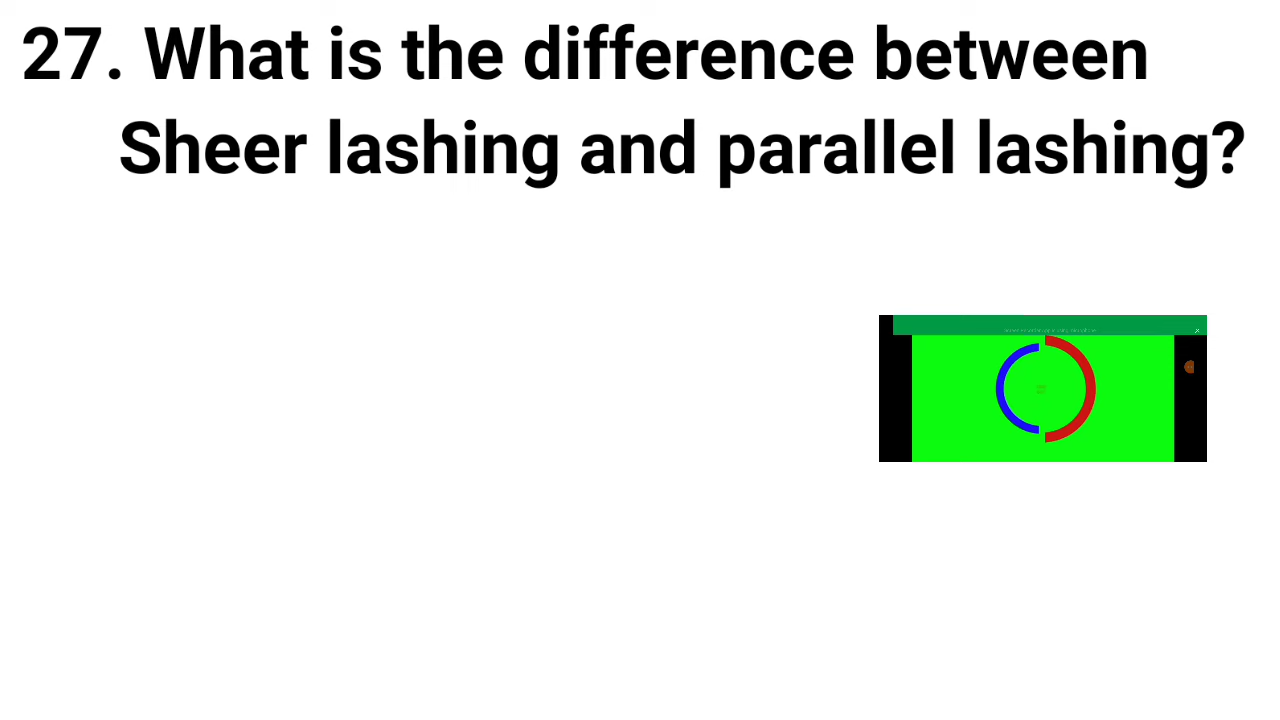 27. What is the difference between
Sheer lashing and parallel lashing?